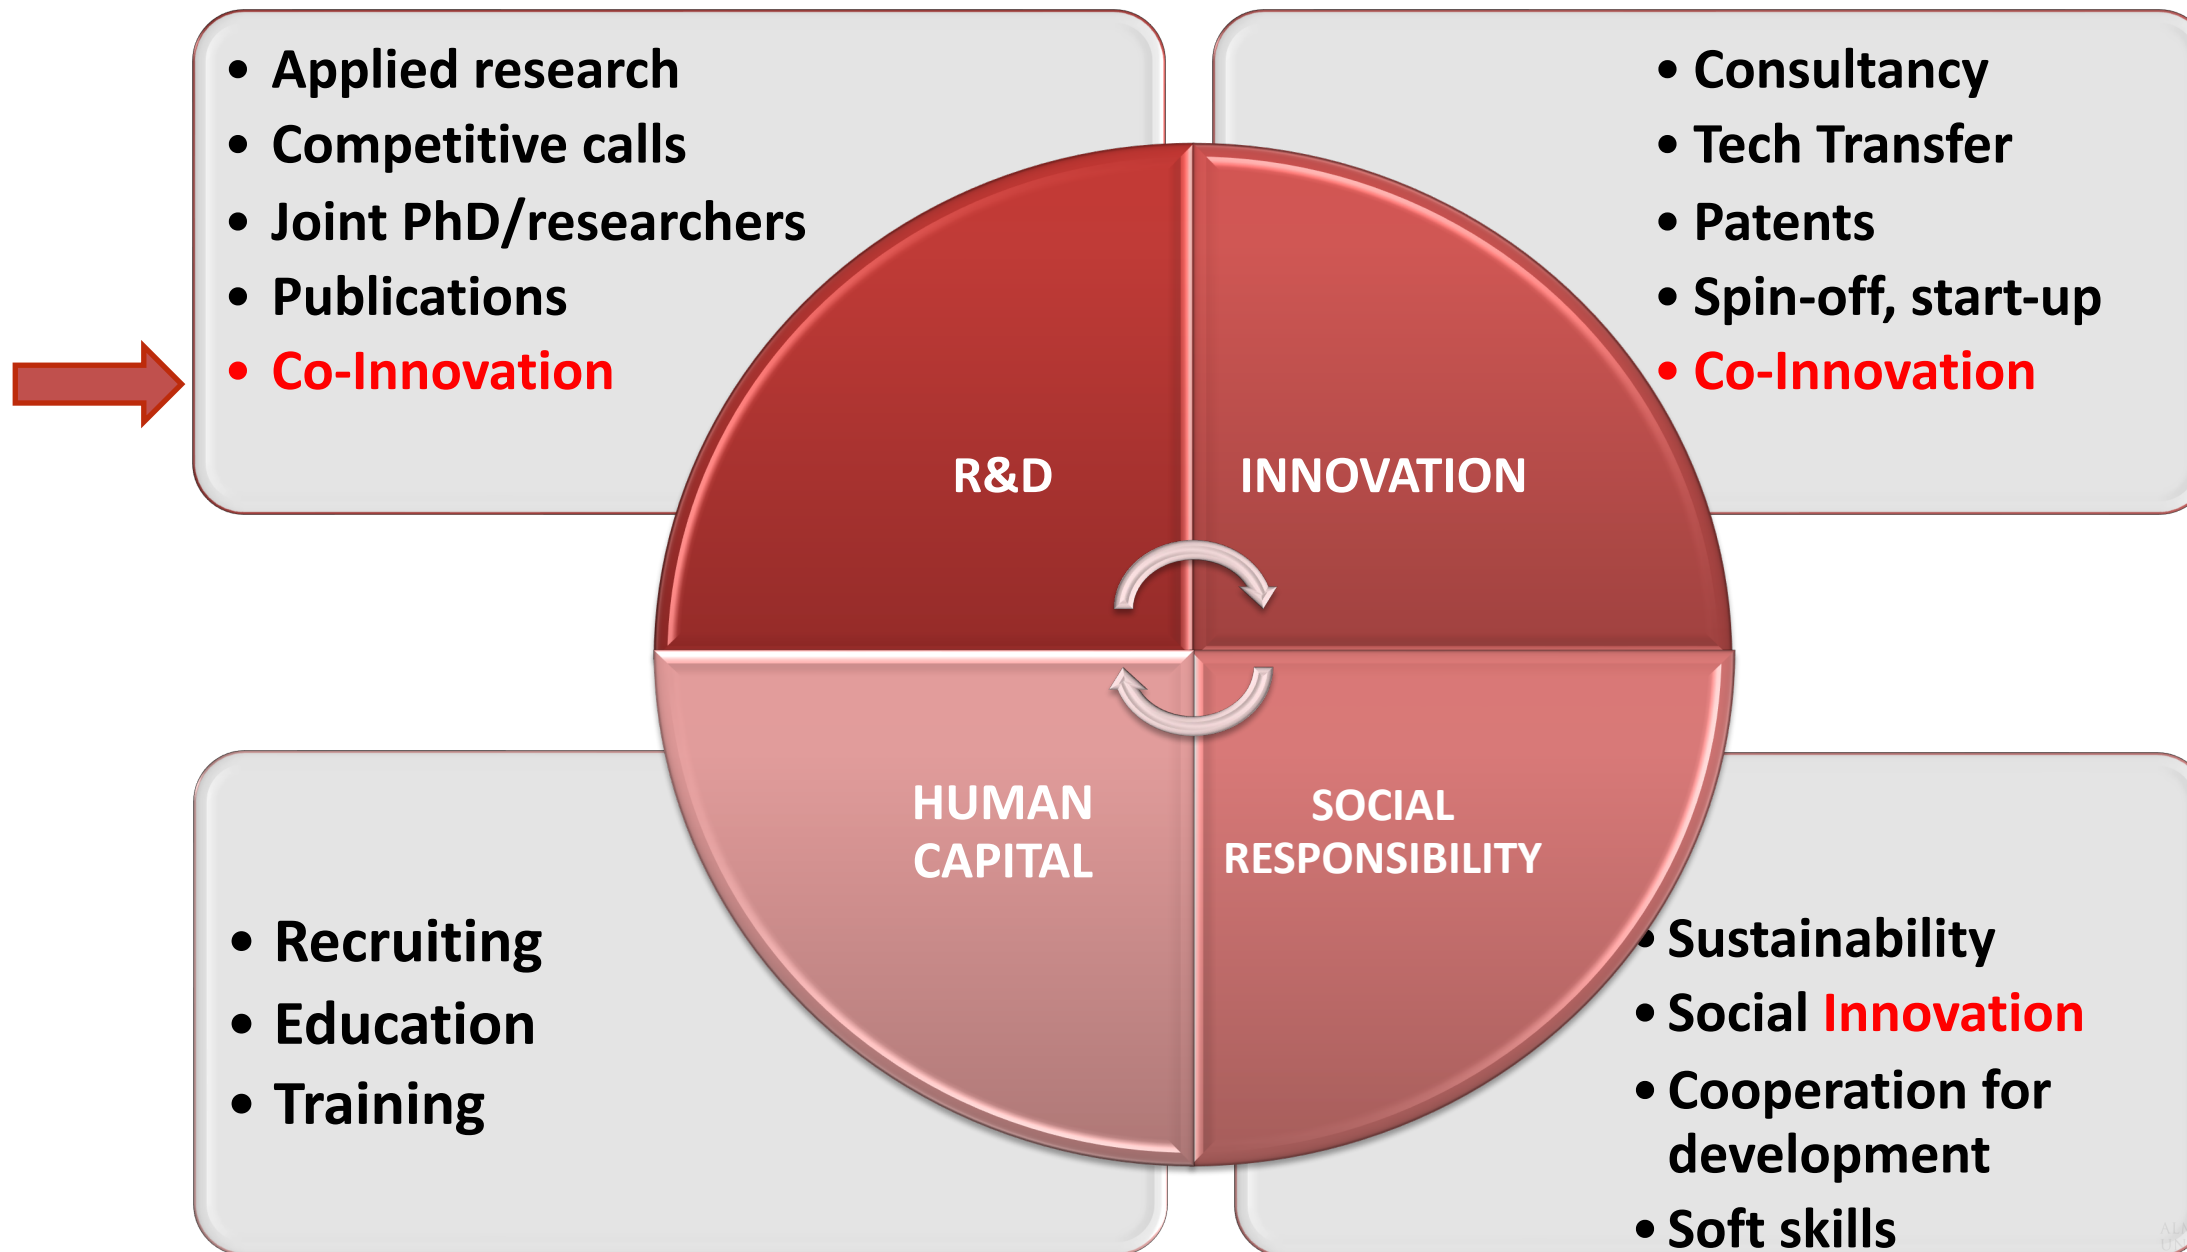 • Applied research
• Competitive calls
• Joint PhD/researchers
• Publications
• Co-Innovation
• Consultancy
• Tech Transfer
• Patents
• Spin-off, start-up
• Co-Innovation
R&D
INNOVATION
HUMAN
CAPITAL
SOCIAL
RESPONSIBILITY
• Recruiting
• Education
• Training
• Sustainability
• Social Innovation
• Cooperation for
development
• Soft skills